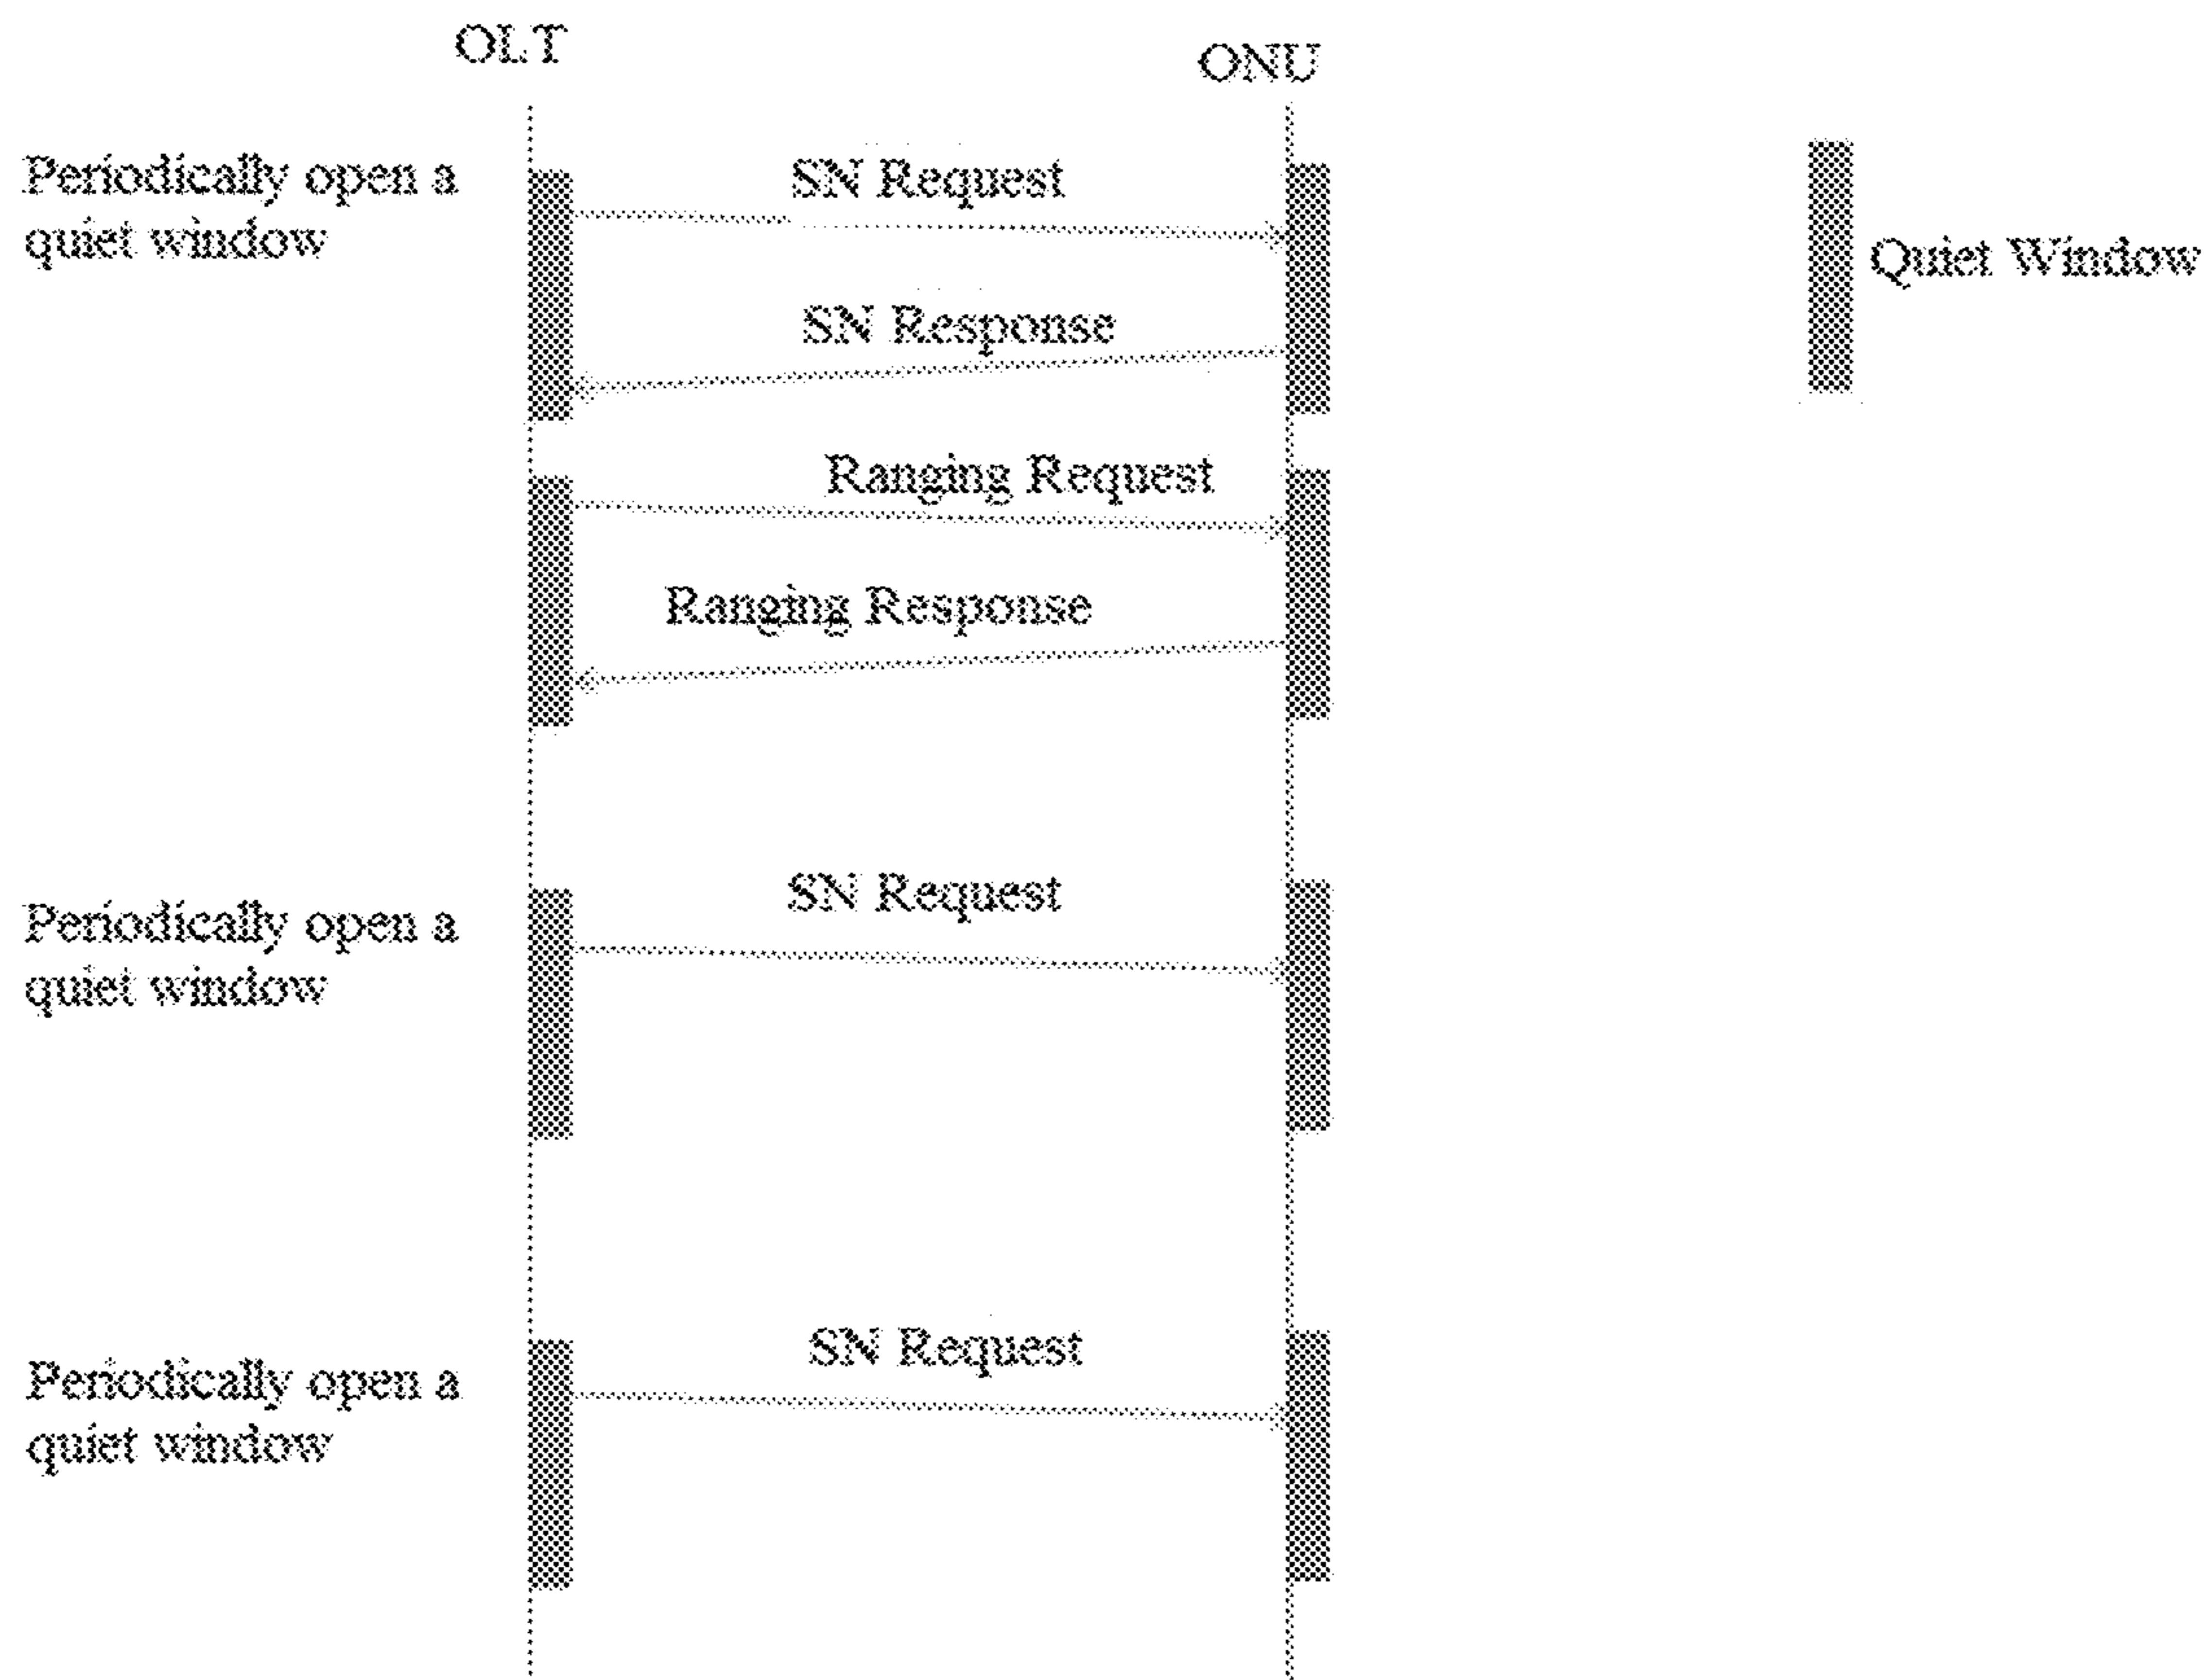 OLT
ONU
Periodically open a
quiet window
SN Request
Quiet Window
SN Response
Ranging Request
Ranging Response
SN Request
Periodically open a
quiet window
SN Request
Periodically open a
quiet window